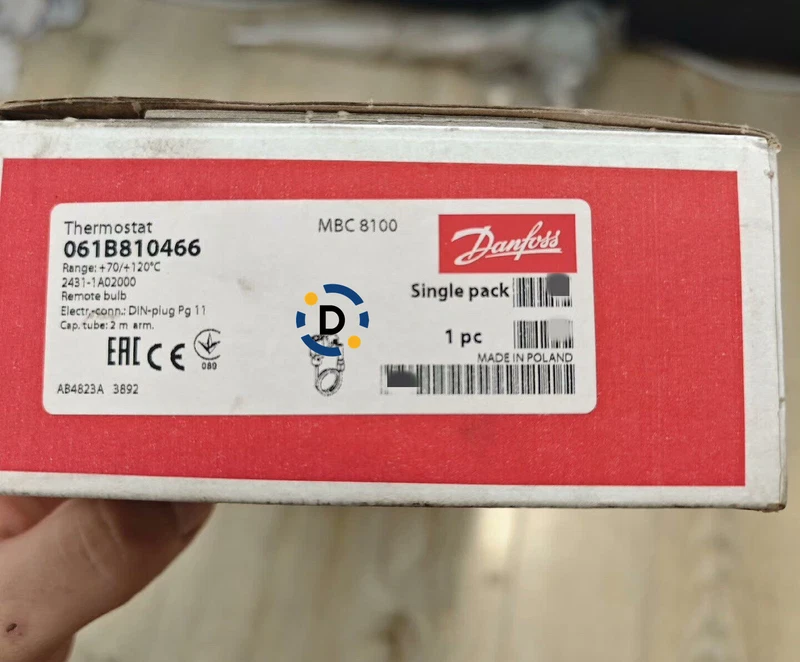 Thermostat
061B810466
Range: +70/+120°C
2431-1A02000
Remote bulb
Electr.-conn.: DIN-plug Pg 11
Cap. tube: 2 m arm.
EAC CE
089
AB4823A 3892
MBC 8100
D
Danfoss
Single pack
1 pc
MADE IN POLAND